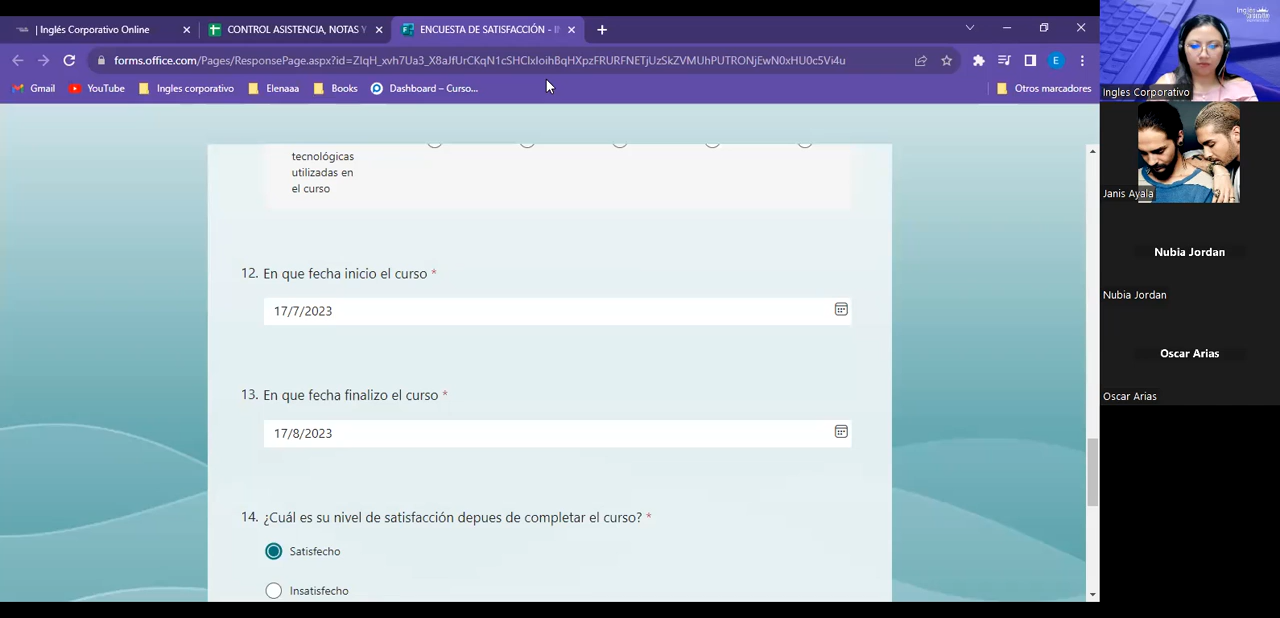 | Inglés Corporativo Online
CONTROL ASISTENCIA, NOTAS Y
ENCUESTA DE SATISFACCIÓN - I
forms.office.com/Pages/ResponsePage.aspx?id=ZIqH_xvh7Ua3_X8aJfUrCKqN1cSHCIxIoihBqHXpzFRURFNETjUzSkZVMUhPUTRONjEwN0xHU0c5Vi4u
E
Gmail
YouTube
Ingles corporativo
Elenaaa
Books
Dashboard – Curso...
Otros marcadores
tecnológicas
utilizadas en
el curso
12. En que fecha inicio el curso *
17/7/2023
13. En que fecha finalizo el curso *
17/8/2023
14. ¿Cuál es su nivel de satisfacción depues de completar el curso? *
Satisfecho
Insatisfecho
Inglés
Ingles Corporativo
Janis Ayala
Nubia Jordan
Nubia Jordan
Oscar Arias
Oscar Arias